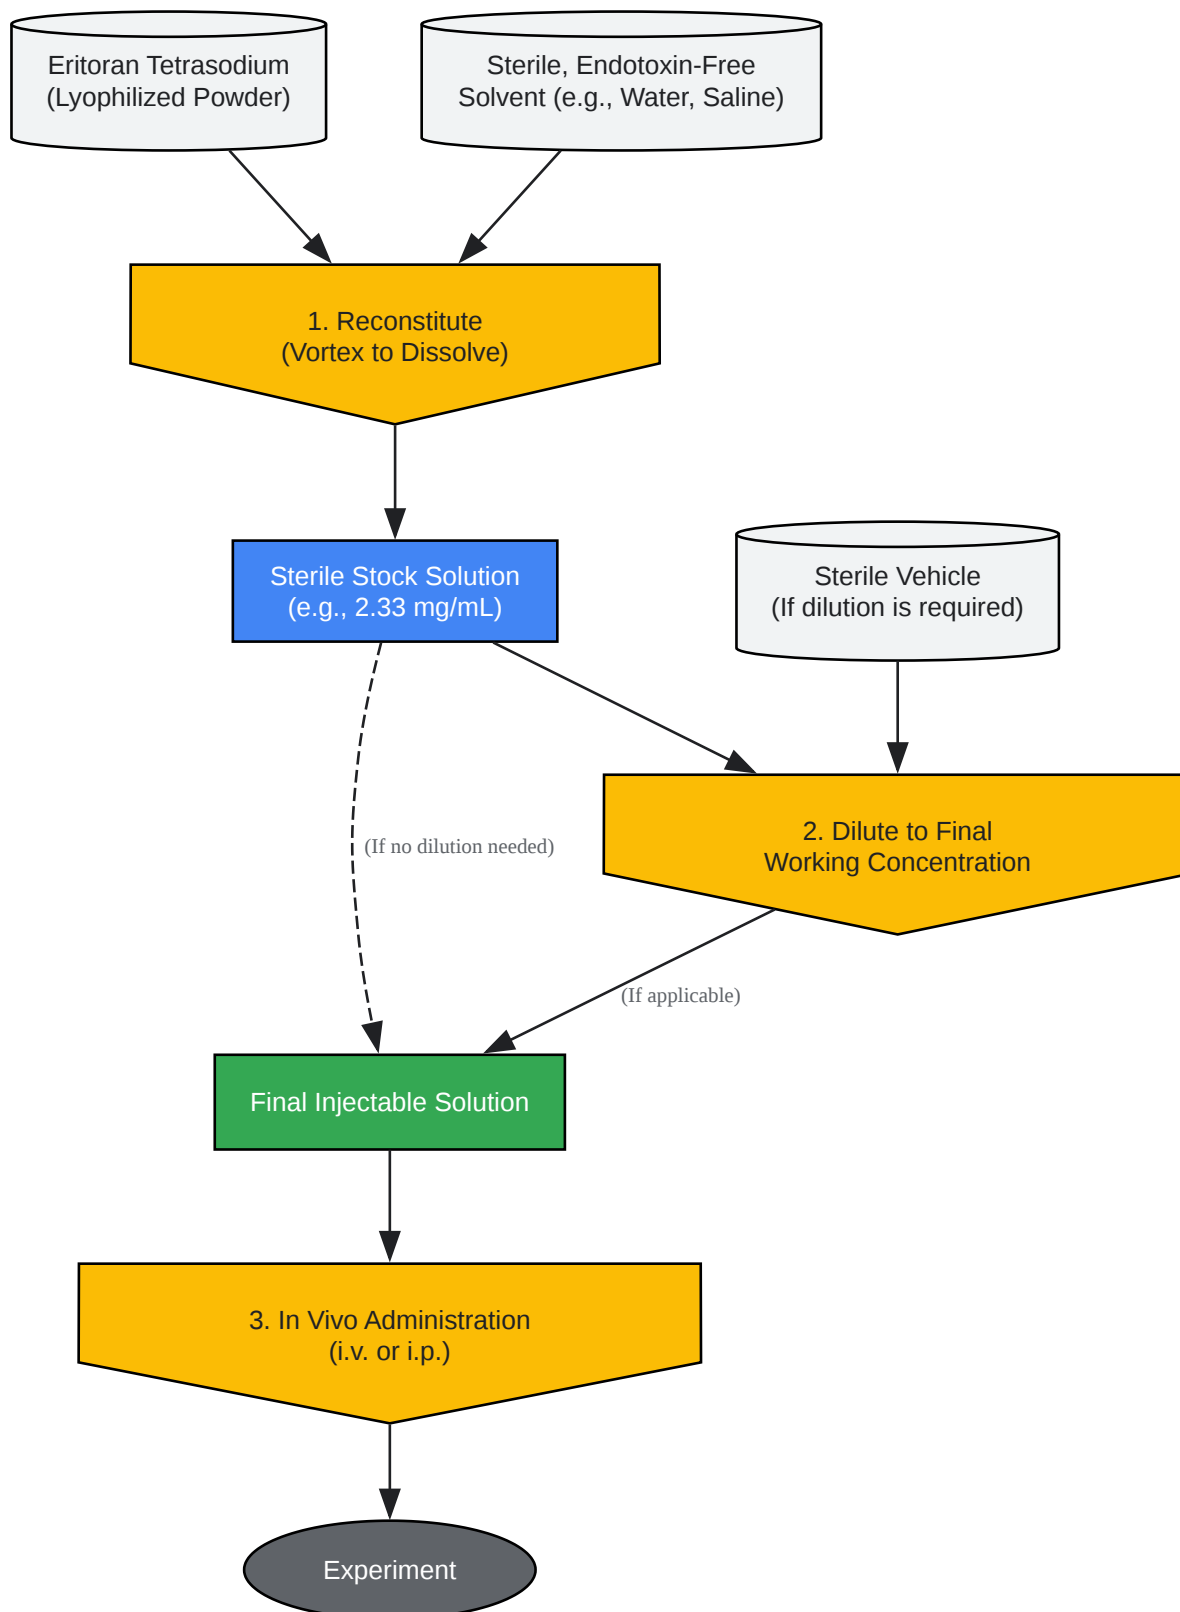 Eritoran Tetrasodium
(Lyophilized Powder)
Sterile, Endotoxin-Free
Solvent (e.g., Water, Saline)
1. Reconstitute
(Vortex to Dissolve)
Sterile Stock Solution
(e.g., 2.33 mg/mL)
Sterile Vehicle
(If dilution is required)
2. Dilute to Final
Working Concentration
(If no dilution needed)
(If applicable)
Final Injectable Solution
3. In Vivo Administration
(i.v. or i.p.)
Experiment